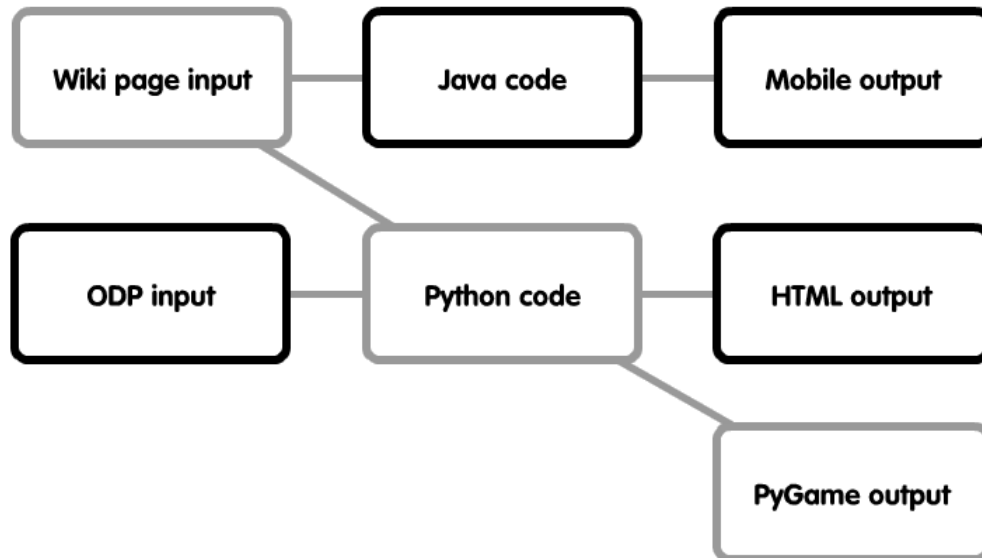 Wiki page input
Java code
Mobile output
ODP input
Python code
HTML output
PyGame output